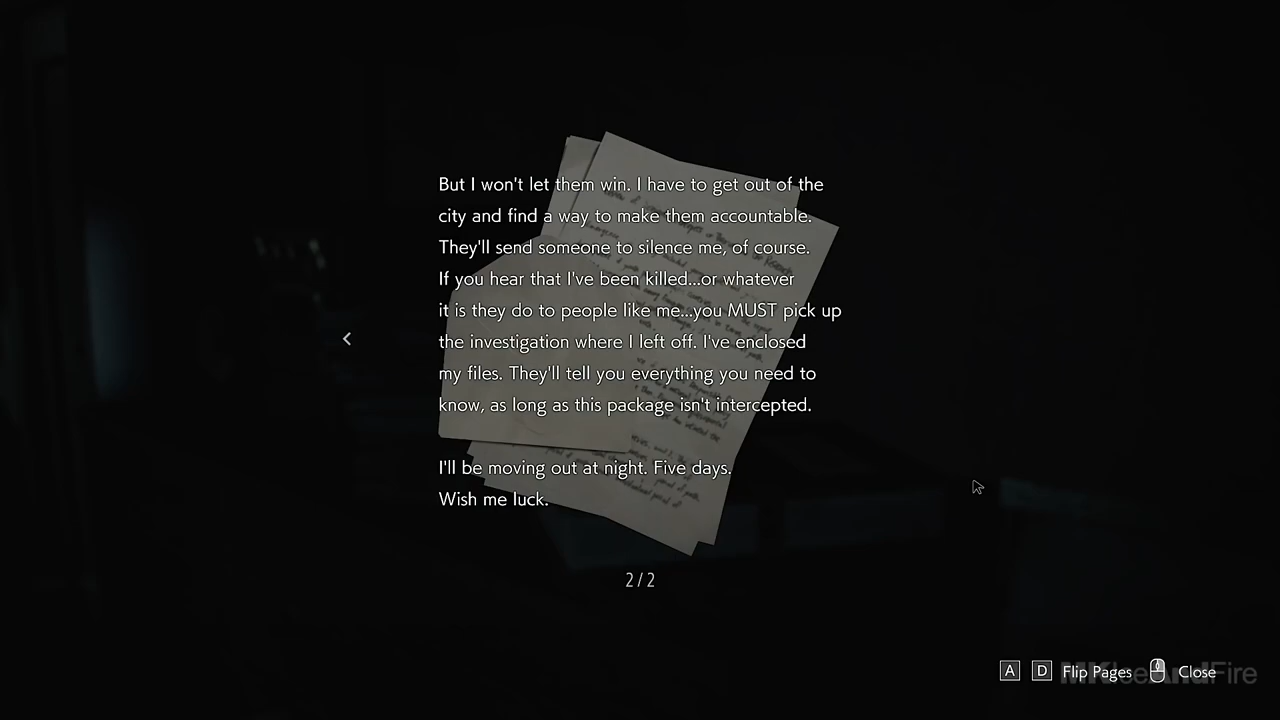 But I won't let them win. I have to get out of the
city and find a way to make them accountable.
They'll send someone to silence me, of course.
If you hear that I've been killed...or whatever
it is they do to people like me...you MUST pick up
the investigation where I left off. I've enclosed
my files. They'll tell you everything you need to
know, as long as this package isn't intercepted.
I'll be moving out at night. Five days.
Wish me luck.
2 / 2
A D Flip Pages Close
MKIceAndFire